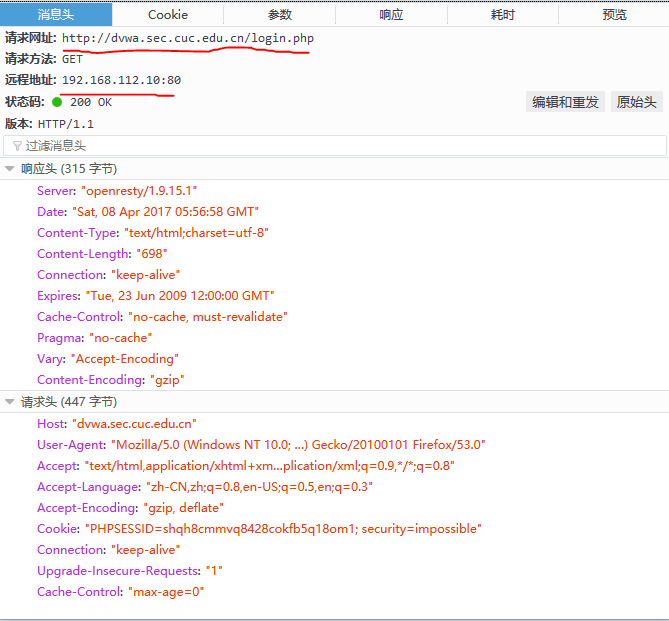 消息头 Cookie 参数 响应 耗时 预览
请求网址: http://dvwa.sec.cuc.edu.cn/login.php
请求方法: GET
远程地址: 192.168.112.10:80
状态码: 200 OK 编辑和重发 原始头
版本: HTTP/1.1
过滤消息头
响应头 (315 字节)
Server: "openresty/1.9.15.1"
Date: "Sat, 08 Apr 2017 05:56:58 GMT"
Content-Type: "text/html;charset=utf-8"
Content-Length: "698"
Connection: "keep-alive"
Expires: "Tue, 23 Jun 2009 12:00:00 GMT"
Cache-Control: "no-cache, must-revalidate"
Pragma: "no-cache"
Vary: "Accept-Encoding"
Content-Encoding: "gzip"
请求头 (447 字节)
Host: "dvwa.sec.cuc.edu.cn"
User-Agent: "Mozilla/5.0 (Windows NT 10.0; ...) Gecko/20100101 Firefox/53.0"
Accept: "text/html,application/xhtml+xm...plication/xml;q=0.9,*/*;q=0.8"
Accept-Language: "zh-CN,zh;q=0.8,en-US;q=0.5,en;q=0.3"
Accept-Encoding: "gzip, deflate"
Cookie: "PHPSESSID=shqh8cmmvq8428cokfb5q18om1; security=impossible"
Connection: "keep-alive"
Upgrade-Insecure-Requests: "1"
Cache-Control: "max-age=0"